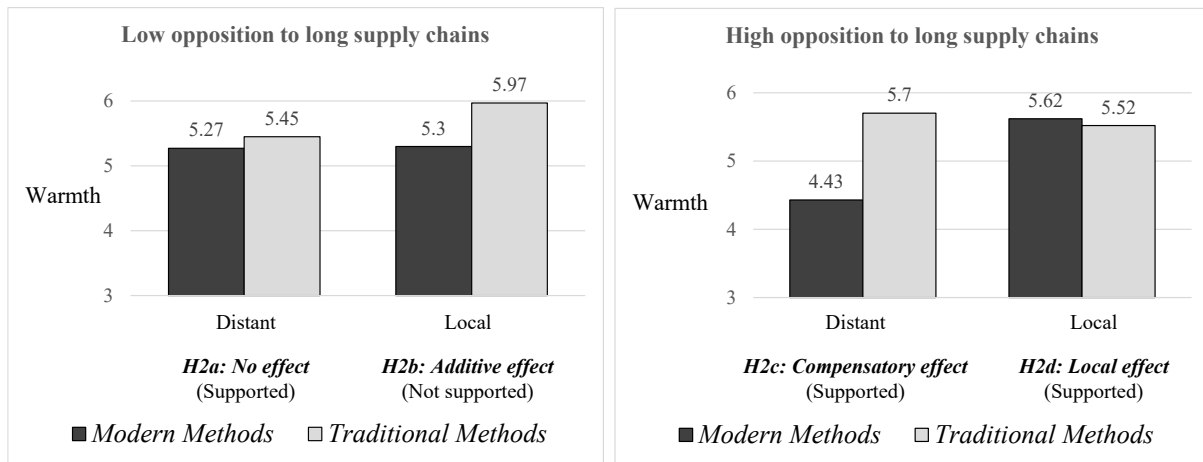 Low opposition to long supply chains
6
5
4
3
Warmth
5.27
5.45
5.3
5.97
Distant
Local
H2a: No effect
(Supported)
H2b: Additive effect
(Not supported)
Modern Methods
Traditional Methods
High opposition to long supply chains
6
5
4
3
Warmth
4.43
5.7
5.62
5.52
Distant
Local
H2c: Compensatory effect
(Supported)
H2d: Local effect
(Supported)
Modern Methods
Traditional Methods